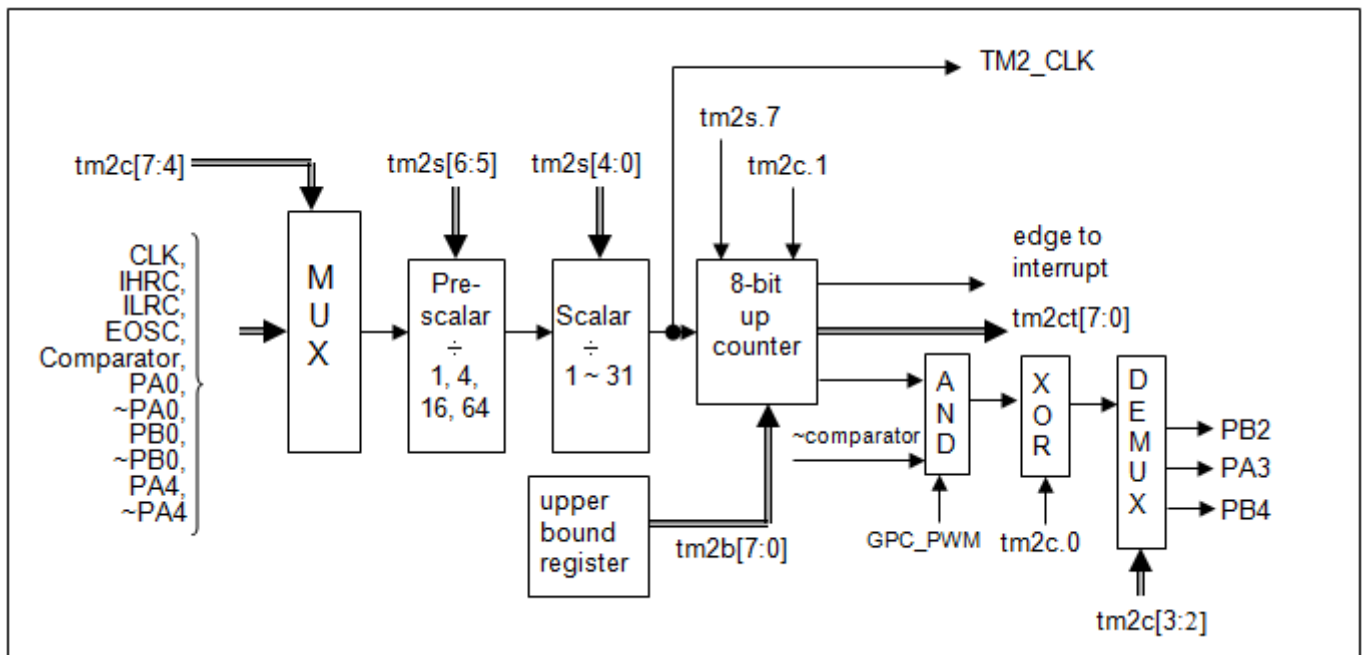 TM2_CLK
tm2s.7
tm2c[7:4]
tm2s[6:5]
tm2s[4:0]
tm2c.1
CLK,
IHRC,
ILRC,
EOSC,
Comparator,
PA0,
~PA0,
PB0,
~PB0,
PA4,
~PA4
M
U
X
Pre-
scalar
÷
1, 4,
16, 64
Scalar
÷
1 ~ 31
8-bit
up
counter
edge to
interrupt
tm2ct[7:0]
~comparator
A
N
D
X
O
R
D
E
M
U
X
PB2
PA3
PB4
upper
bound
register
tm2b[7:0]
GPC_PWM
tm2c.0
tm2c[3:2]